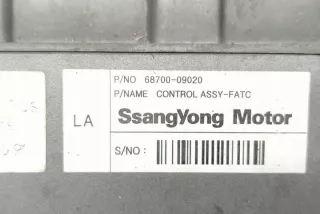 P/NO 68700-09020
P/NAME CONTROL ASSY-FATC
LA
SsangYong Motor
S/NO :